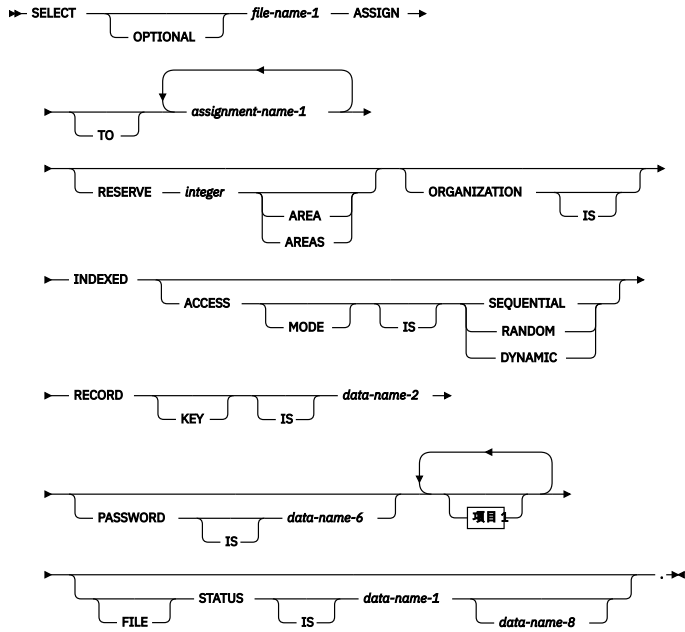 SELECT OPTIONAL file-name-1 ASSIGN
TO assignment-name-1
RESERVE integer AREA AREAS ORGANIZATION IS
INDEXED ACCESS MODE IS SEQUENTIAL RANDOM DYNAMIC
RECORD KEY IS data-name-2
PASSWORD IS data-name-6 项目 1
FILE STATUS IS data-name-1 data-name-8 .